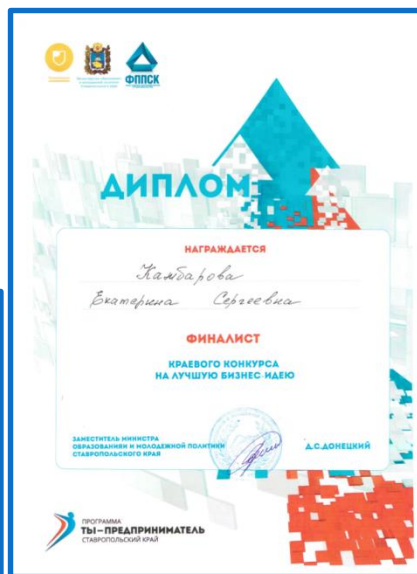 ФППСК
ДИПЛОМ
НАГРАЖДАЕТСЯ
Камбарова
Екатерина Сергеевна
ФИНАЛИСТ
КРАЕВОГО КОНКУРСА
НА ЛУЧШУЮ БИЗНЕС-ИДЕЮ
ЗАМЕСТИТЕЛЬ МИНИСТРА
ОБРАЗОВАНИЯ И МОЛОДЕЖНОЙ ПОЛИТИКИ
СТАВРОПОЛЬСКОГО КРАЯ
Д.С.ДОНЕЦКИЙ
ПРОГРАММА
ТЫ–ПРЕДПРИНИМАТЕЛЬ
СТАВРОПОЛЬСКИЙ КРАЙ